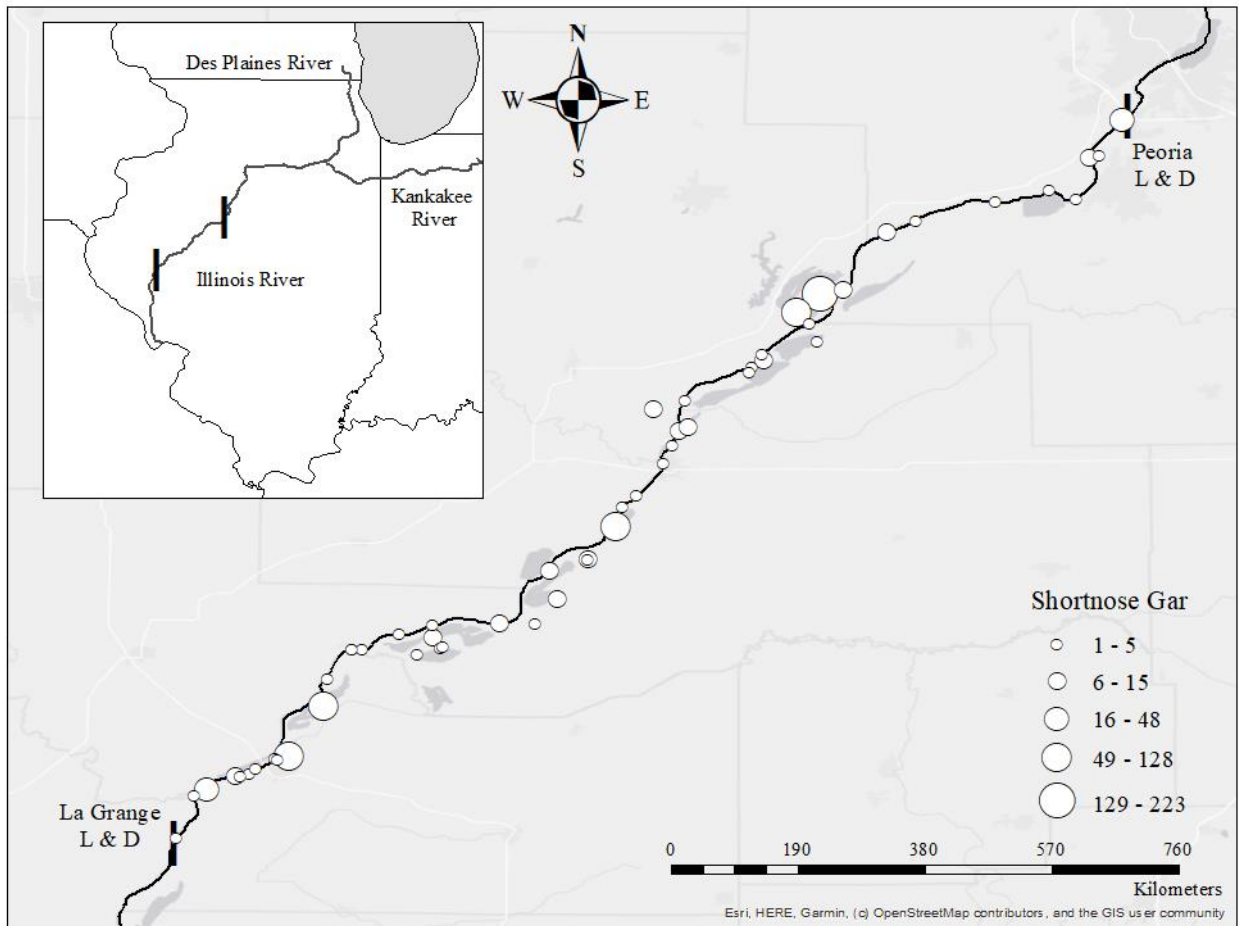 Des Plaines River
Kankakee
River
Illinois River
N
W
E
S
Peoria
L & D
La Grange
L & D
Shortnose Gar
1 - 5
6 - 15
16 - 48
49 - 128
129 - 223
0 190 380 570 760
Kilometers
Esri, HERE, Garmin, (c) OpenStreetMap contributors, and the GIS user community